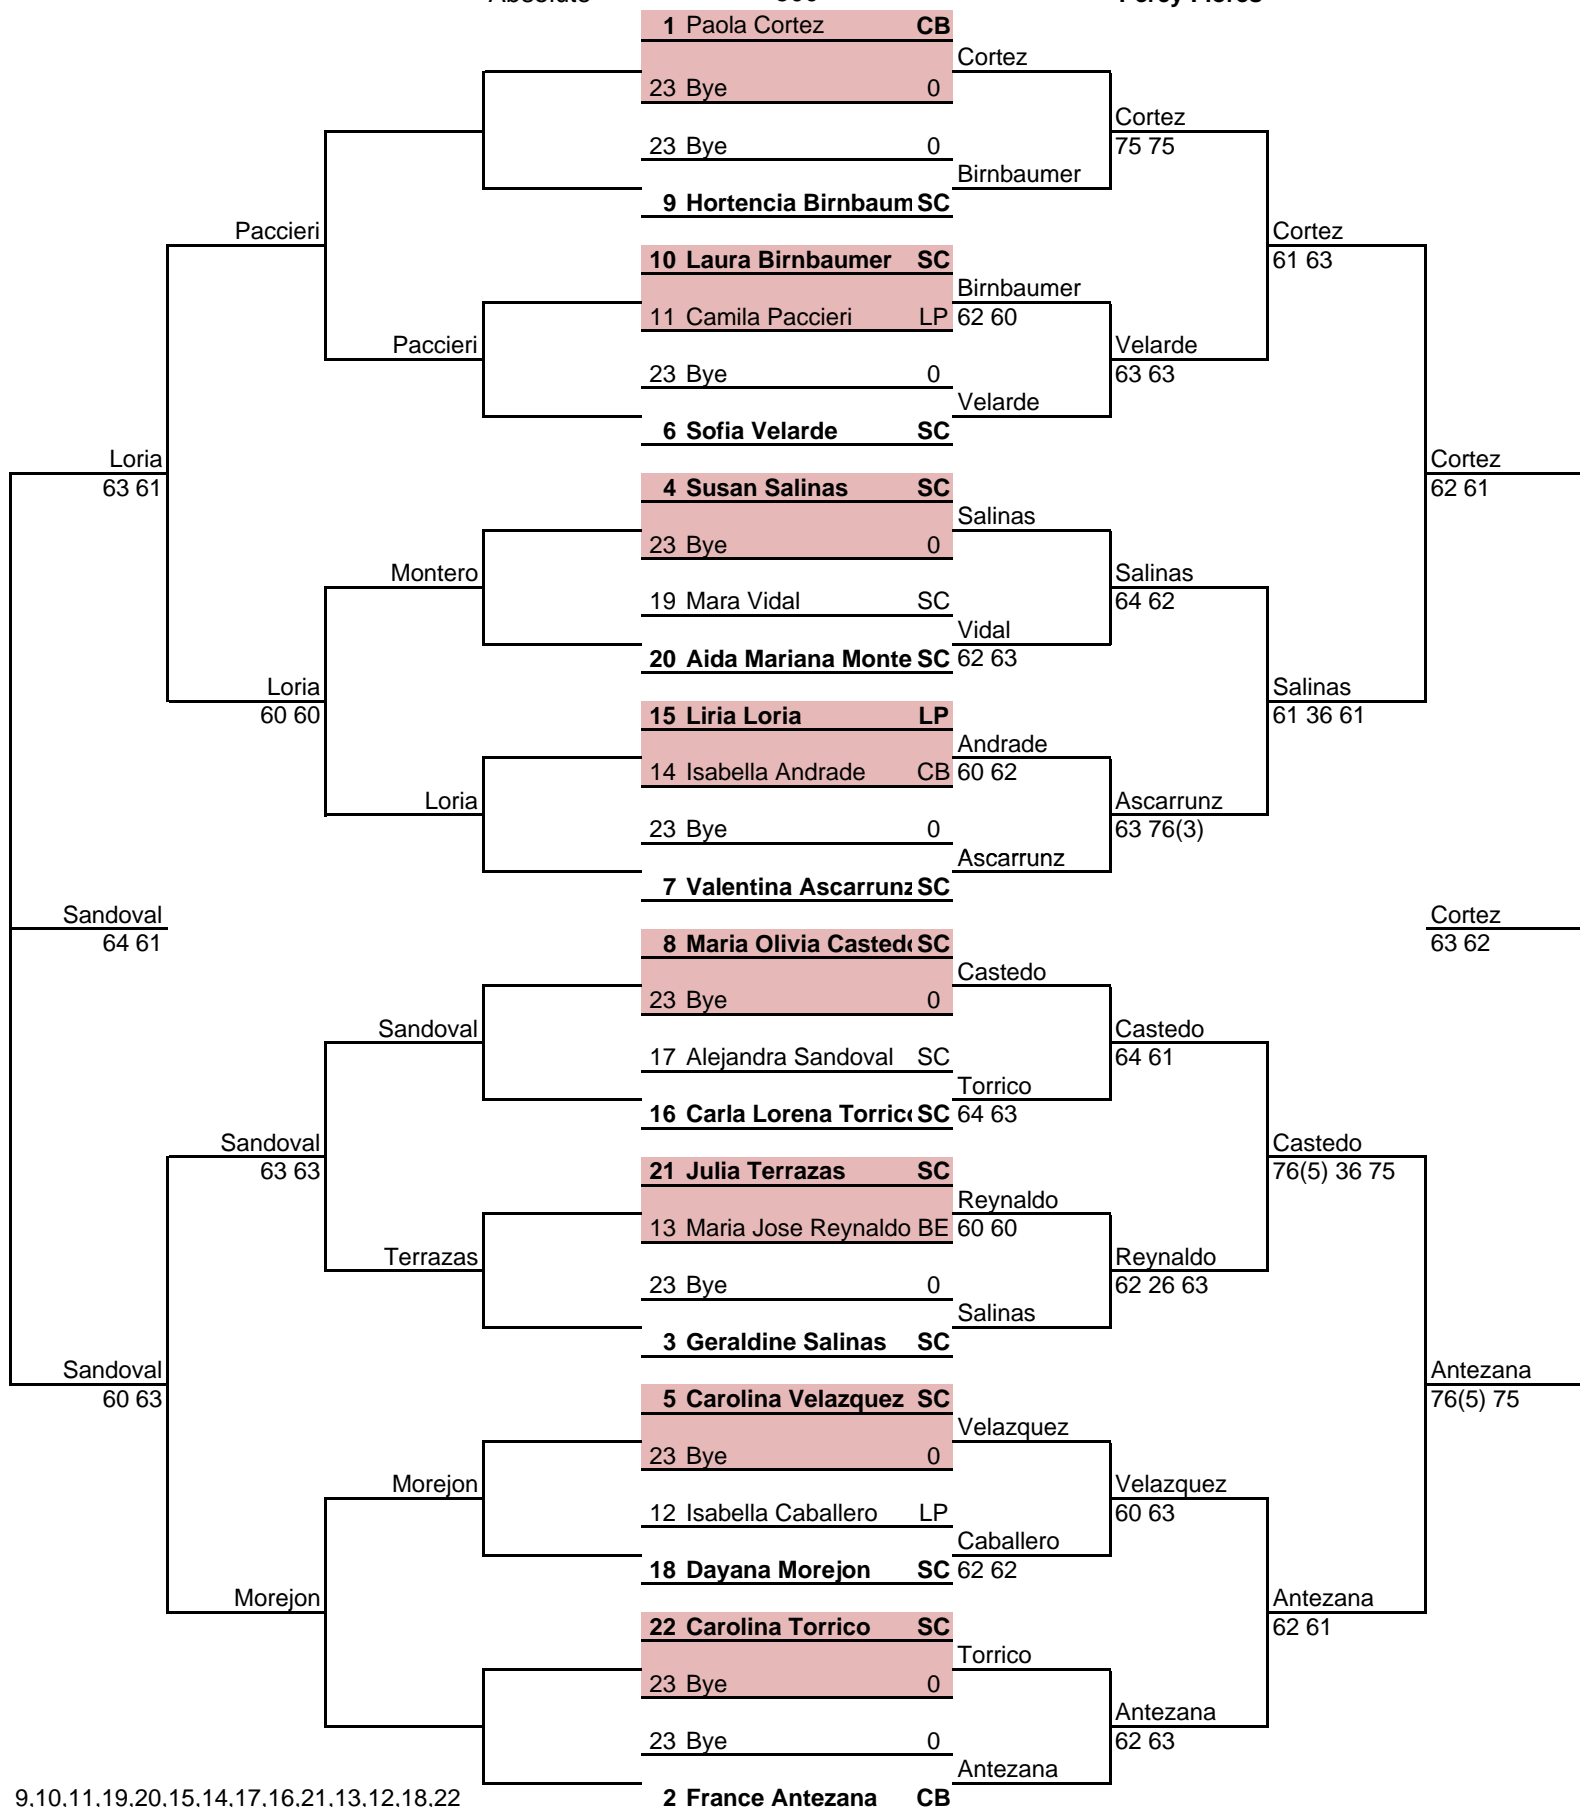 Percy Flores
1 Paola Cortez CB
Cortez
23 Bye 0
Cortez
23 Bye 0 75 75
Birnbaumer
9 Hortencia Birnbaum SC
Paccieri Cortez
10 Laura Birnbaumer SC 61 63
Birnbaumer
11 Camila Paccieri LP 62 60
Paccieri Velarde
23 Bye 0 63 63
Velarde
6 Sofia Velarde SC
Loria Cortez
63 61 4 Susan Salinas SC 62 61
Salinas
23 Bye 0
Montero Salinas
19 Mara Vidal SC 64 62
Vidal
20 Aida Mariana Monte SC 62 63
Loria Salinas
60 60 15 Liria Loria LP 61 36 61
Andrade
14 Isabella Andrade CB 60 62
Loria Ascarrunz
23 Bye 0 63 76(3)
Ascarrunz
7 Valentina Ascarrunz SC
Sandoval Cortez
64 61 8 Maria Olivia Castedo SC 63 62
Castedo
23 Bye 0
Sandoval Castedo
17 Alejandra Sandoval SC 64 61
Torrico
16 Carla Lorena Torrico SC 64 63
Sandoval Castedo
63 63 21 Julia Terrazas SC 76(5) 36 75
Reynaldo
13 Maria Jose Reynaldo BE 60 60
Terrazas Reynaldo
23 Bye 0 62 26 63
Salinas
3 Geraldine Salinas SC
Sandoval Antezana
60 63 5 Carolina Velazquez SC 76(5) 75
Velazquez
23 Bye 0
Morejon Velazquez
12 Isabella Caballero LP 60 63
Caballero
18 Dayana Morejon SC 62 62
Morejon Antezana
22 Carolina Torrico SC 62 61
Torrico
23 Bye 0
Antezana
23 Bye 0 62 63
Antezana
9,10,11,19,20,15,14,17,16,21,13,12,18,22 2 France Antezana CB